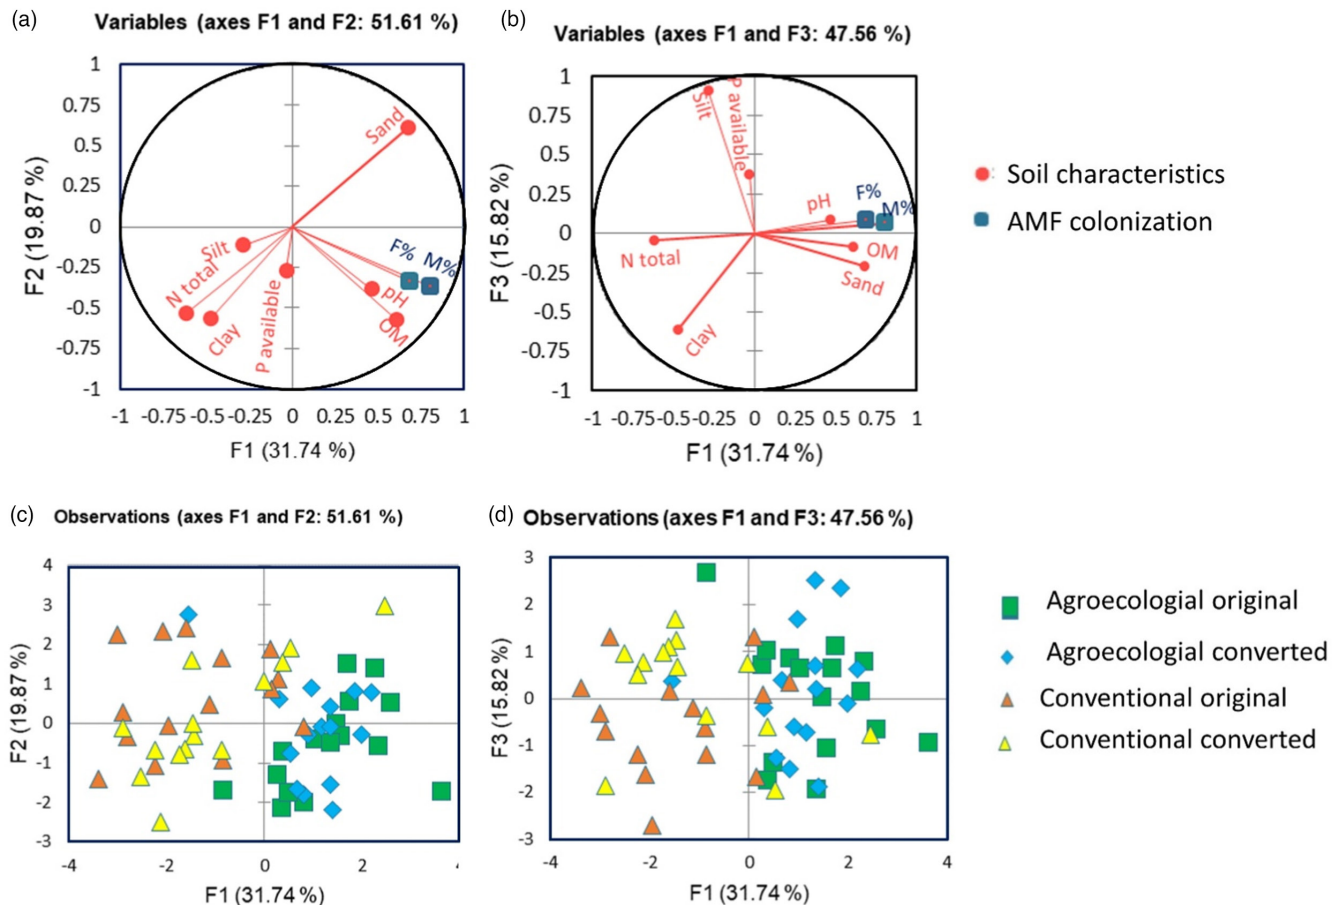 (a)
Variables (axes F1 and F2: 51.61 %)
1
0.75
0.5
0.25
0
-0.25
-0.5
-0.75
-1
F2 (19.87 %)
Sand
Silt
N total
Clay
P available
pH
OM
F%
M%
-1 -0.75-0.5-0.25 0 0.25 0.5 0.75 1
F1 (31.74 %)
(b)
Variables (axes F1 and F3: 47.56 %)
1
0.75
0.5
0.25
0
-0.25
-0.5
-0.75
-1
F3 (15.82 %)
Silt
P available
pH
F%
M%
OM
Sand
N total
Clay
-1 -0.75-0.5-0.25 0 0.25 0.5 0.75 1
F1 (31.74 %)
Soil characteristics
AMF colonization
(c)
Observations (axes F1 and F2: 51.61 %)
4
3
2
1
0
-1
-2
-3
F2 (19.87 %)
-4 -2 0 2
F1 (31.74 %)
(d)
Observations (axes F1 and F3: 47.56 %)
3
2
1
0
-1
-2
-3
F3 (15.82 %)
-4 -2 0 2 4
F1 (31.74 %)
Agroecologial original
Agroecologial converted
Conventional original
Conventional converted